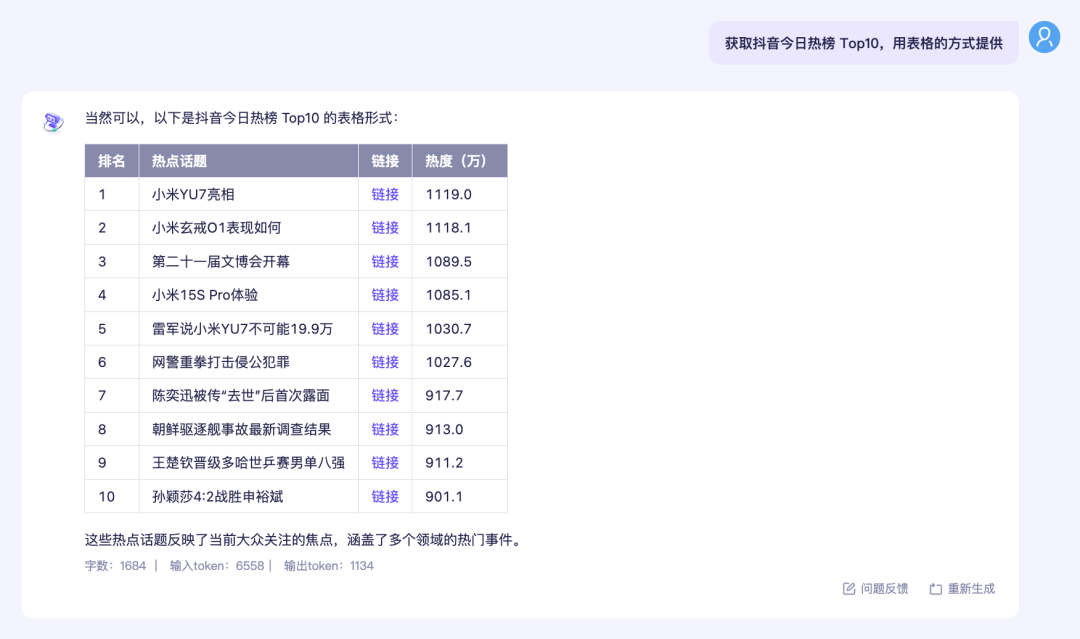 获取抖音今日热榜 Top10，用表格的方式提供
当然可以，以下是抖音今日热榜 Top10 的表格形式：
排名 热点话题 链接 热度（万）
1 小米YU7亮相 链接 1119.0
2 小米玄戒O1表现如何 链接 1118.1
3 第二十一届文博会开幕 链接 1089.5
4 小米15S Pro体验 链接 1085.1
5 雷军说小米YU7不可能19.9万 链接 1030.7
6 网警重拳打击侵公犯罪 链接 1027.6
7 陈奕迅被传“去世”后首次露面 链接 917.7
8 朝鲜驱逐舰事故最新调查结果 链接 913.0
9 王楚钦晋级多哈世乒赛男单八强 链接 911.2
10 孙颖莎4:2战胜申裕斌 链接 901.1
这些热点话题反映了当前大众关注的焦点，涵盖了多个领域的热门事件。
字数：1684 | 输入token：6558 | 输出token：1134
问题反馈 重新生成